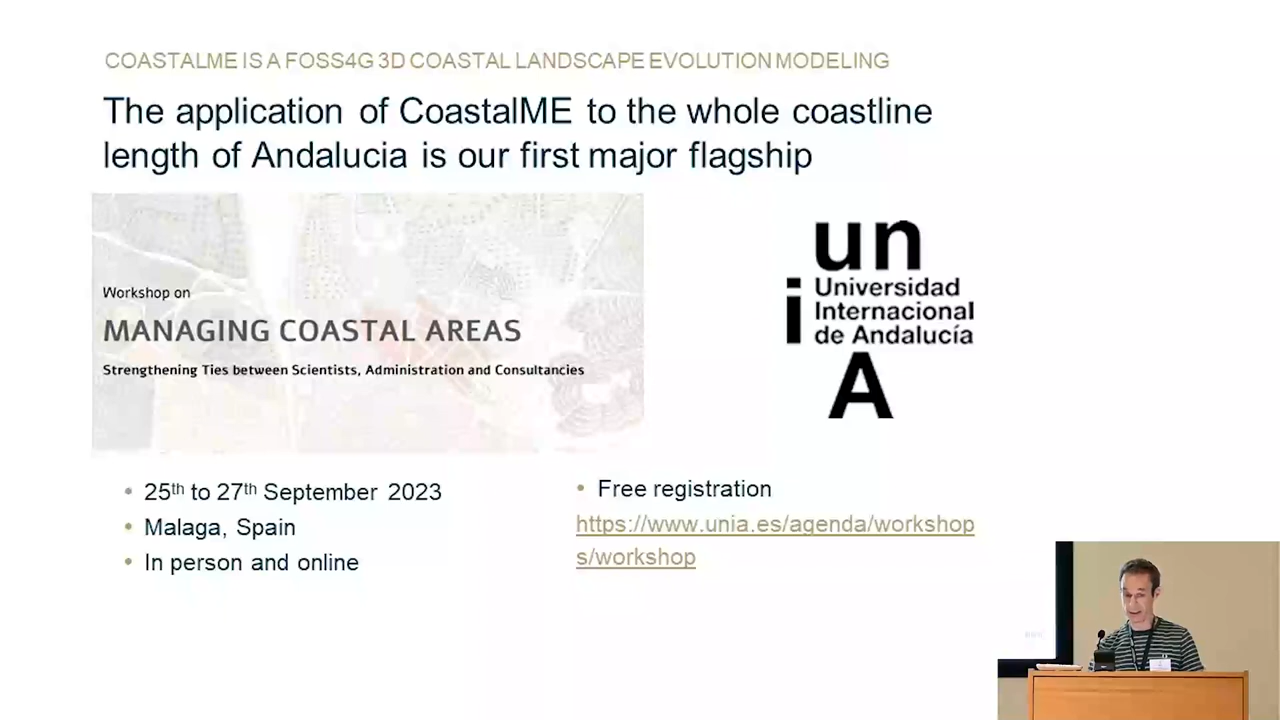 COASTALME IS A FOSS4G 3D COASTAL LANDSCAPE EVOLUTION MODELING
The application of CoastalME to the whole coastline
length of Andalucia is our first major flagship
Workshop on
MANAGING COASTAL AREAS
Strengthening Ties between Scientists, Administration and Consultancies
un
i
Universidad
Internacional
de Andalucía
A
• 25th to 27th September 2023
• Malaga, Spain
• In person and online
• Free registration
https://www.unia.es/agenda/workshop
s/workshop